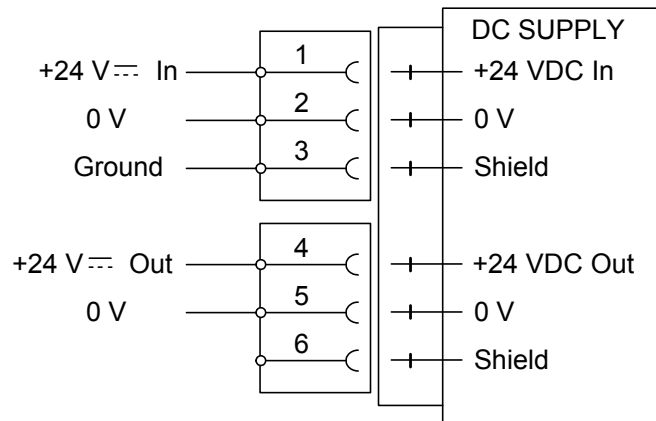 DC SUPPLY
+24 V⎓ In 1 +24 VDC In
0 V 2 0 V
Ground 3 Shield
+24 V⎓ Out 4 +24 VDC Out
0 V 5 0 V
6 Shield